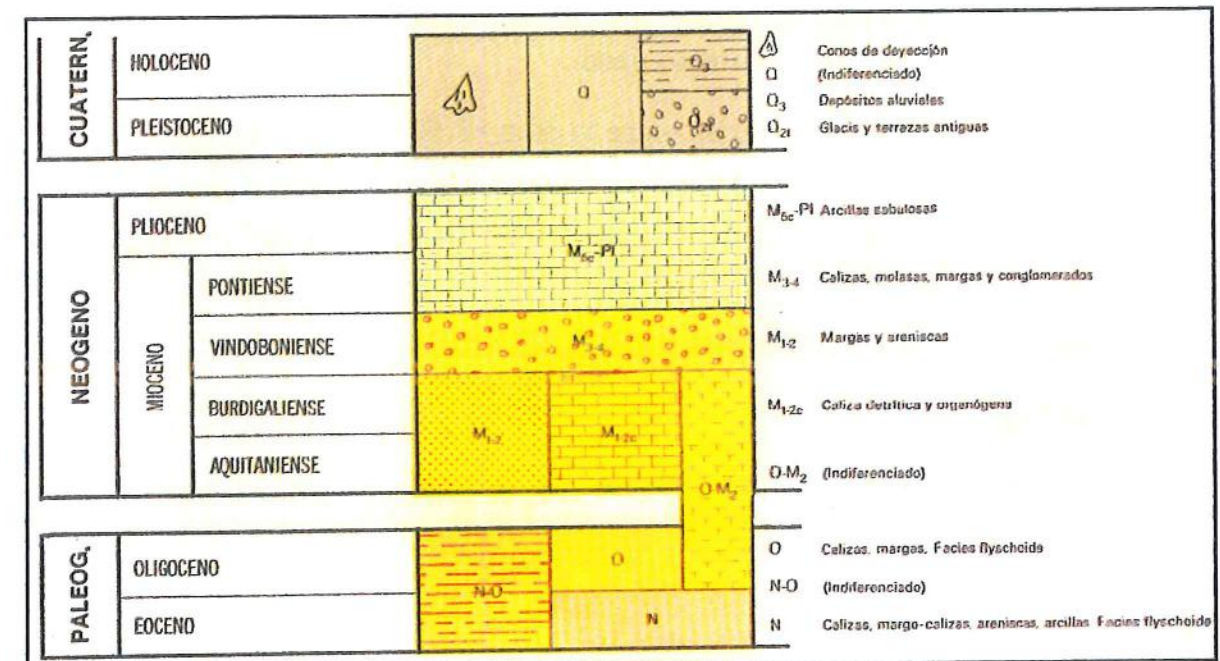 CUATERN.
HOLOCENO
PLEISTOCENO
Q
Q3
Q2t
Conos de deyección
Q (Indiferenciado)
Q3 Depósitos aluviales
Q2t Glacis y terrazas antiguas
NEOGENO
PLIOCENO
MIOCENO
PONTIENSE
VINDOBONIENSE
BURDIGALIENSE
AQUITANIENSE
M5c-Pl
M3-4
M1-2
M1-2c
O-M2
M5c-Pl Arcillas sabulosas
M3-4 Calizas, molasas, margas y conglomerados
M1-2 Margas y areniscas
M1-2c Caliza detrítica y organógena
O-M2 (Indiferenciado)
PALEOG.
OLIGOCENO
EOCENO
N-O
O
N
O Calizas, margas, Facies flyschoide
N-O (Indiferenciado)
N Calizas, margo-calizas, areniscas, arcillas Facies flyschoide